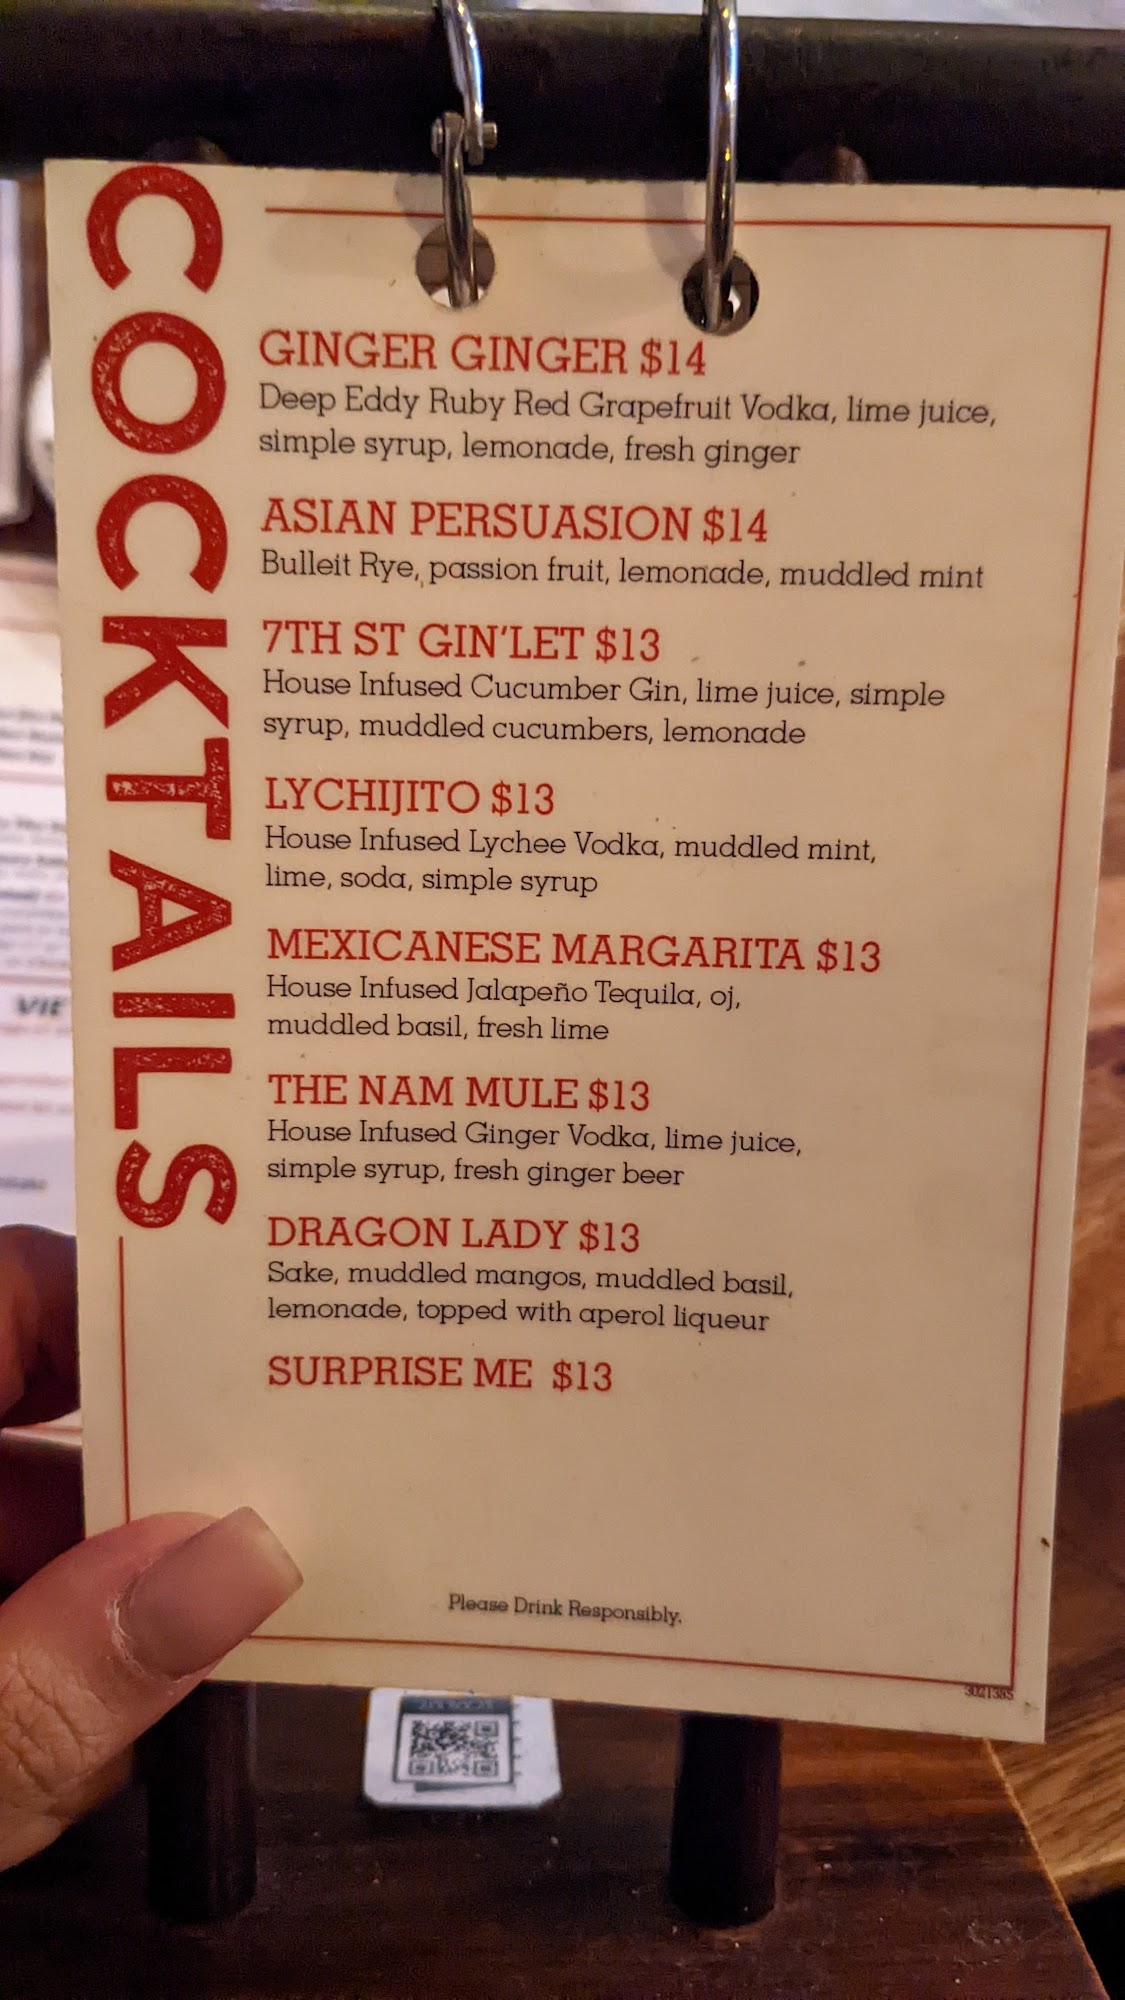 COCKTAILS
GINGER GINGER $14
Deep Eddy Ruby Red Grapefruit Vodka, lime juice,
simple syrup, lemonade, fresh ginger
ASIAN PERSUASION $14
Bulleit Rye, passion fruit, lemonade, muddled mint
7TH ST GIN'LET $13
House Infused Cucumber Gin, lime juice, simple
syrup, muddled cucumbers, lemonade
LYCHIJITO $13
House Infused Lychee Vodka, muddled mint,
lime, soda, simple syrup
MEXICANESE MARGARITA $13
House Infused Jalapeño Tequila, oj,
muddled basil, fresh lime
THE NAM MULE $13
House Infused Ginger Vodka, lime juice,
simple syrup, fresh ginger beer
DRAGON LADY $13
Sake, muddled mangos, muddled basil,
lemonade, topped with aperol liqueur
SURPRISE ME $13
Please Drink Responsibly.
3021385